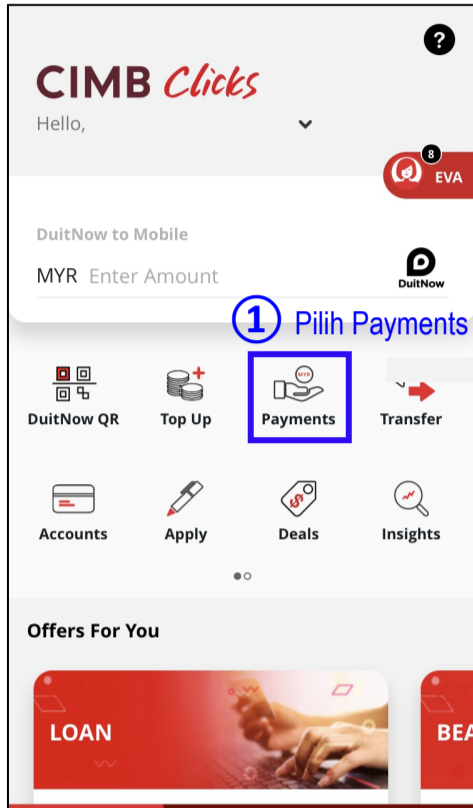 ?
CIMB Clicks
Hello,
8
EVA
DuitNow to Mobile
MYR Enter Amount
DuitNow
1 Pilih Payments
MYR
DuitNow QR Top Up Payments Transfer
$
Accounts Apply Deals Insights
Offers For You
LOAN BEA